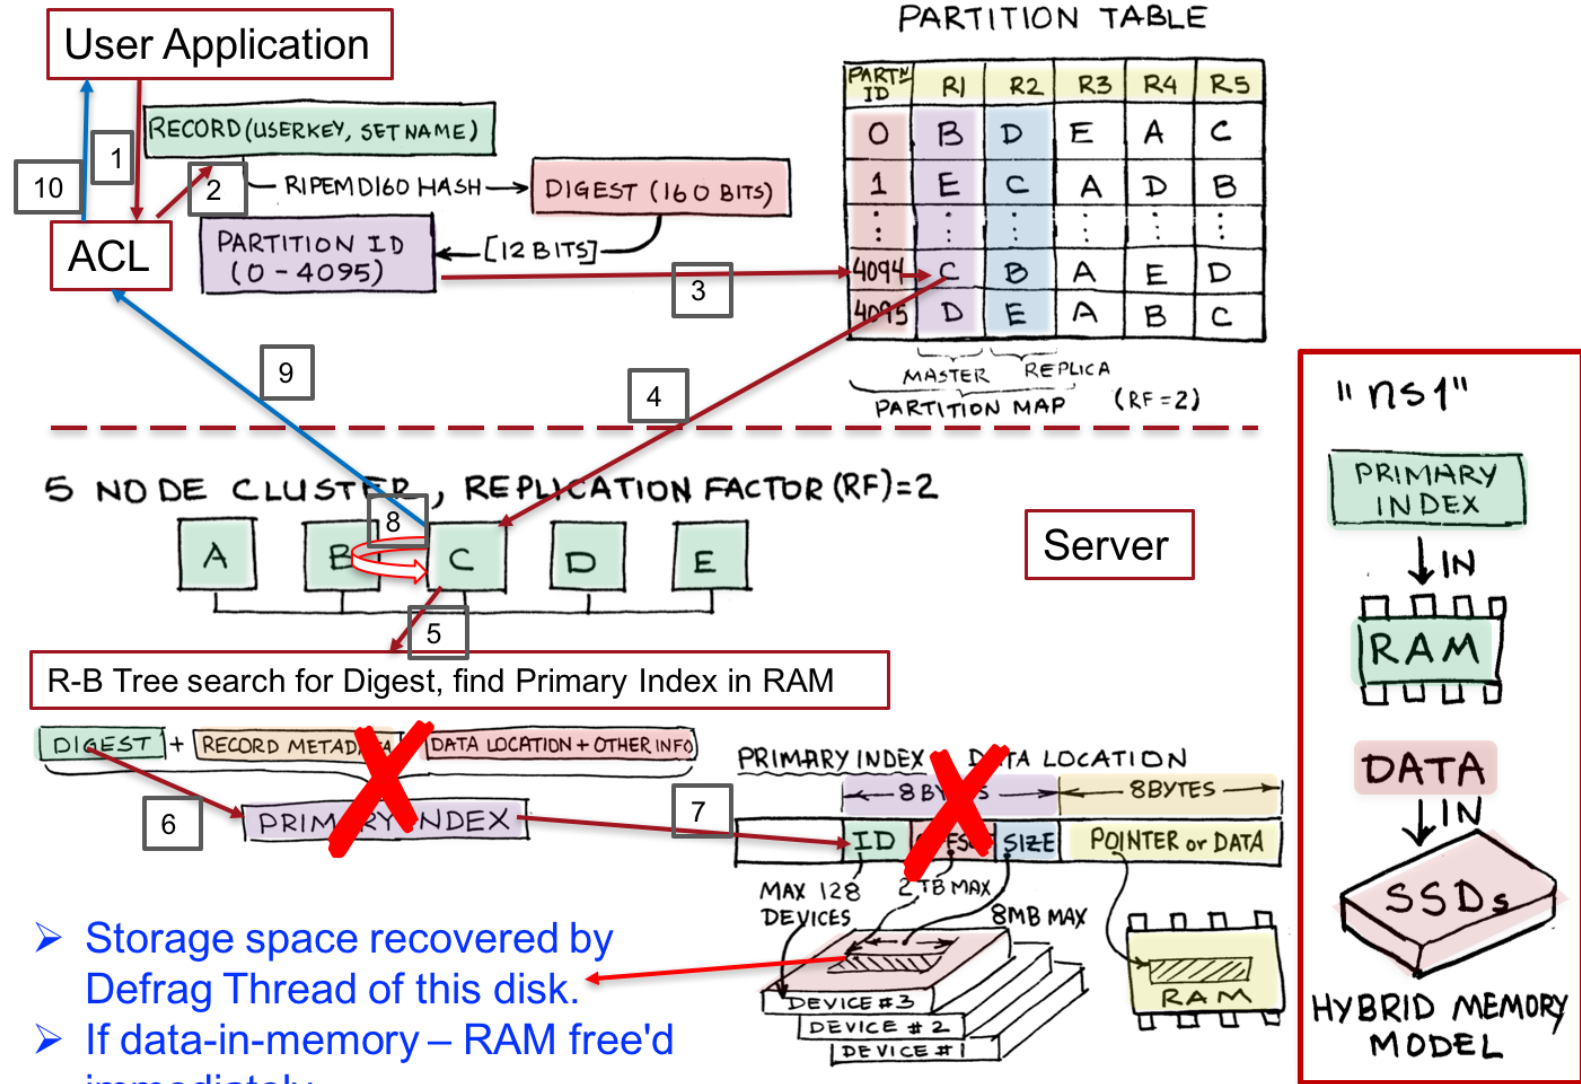 PARTITION TABLE
User Application
PARTN ID R1 R2 R3 R4 R5
0 B D E A C
1 E C A D B
4094 C B A E D
4095 D E A B C
MASTER REPLICA
PARTITION MAP (RF=2)
RECORD (USERKEY, SET NAME)
1
10
2
RIPEMD160 HASH
DIGEST (160 BITS)
[12 BITS]
PARTITION ID
(0 - 4095)
ACL
3
9
4
5 NODE CLUSTER, REPLICATION FACTOR (RF)=2
8
A B C D E
Server
5
R-B Tree search for Digest, find Primary Index in RAM
DIGEST + RECORD METADATA DATA LOCATION + OTHER INFO
6
PRIMARY INDEX
7
PRIMARY INDEX DATA LOCATION
8 BYTES 8 BYTES
ID SIZE POINTER or DATA
MAX 128
DEVICES
2 TB MAX
8MB MAX
DEVICE #3
DEVICE #2
DEVICE #1
RAM
➢ Storage space recovered by
Defrag Thread of this disk.
➢ If data-in-memory – RAM free'd
immediately
"ns1"
PRIMARY
INDEX
IN
RAM
DATA
IN
SSDs
HYBRID MEMORY
MODEL